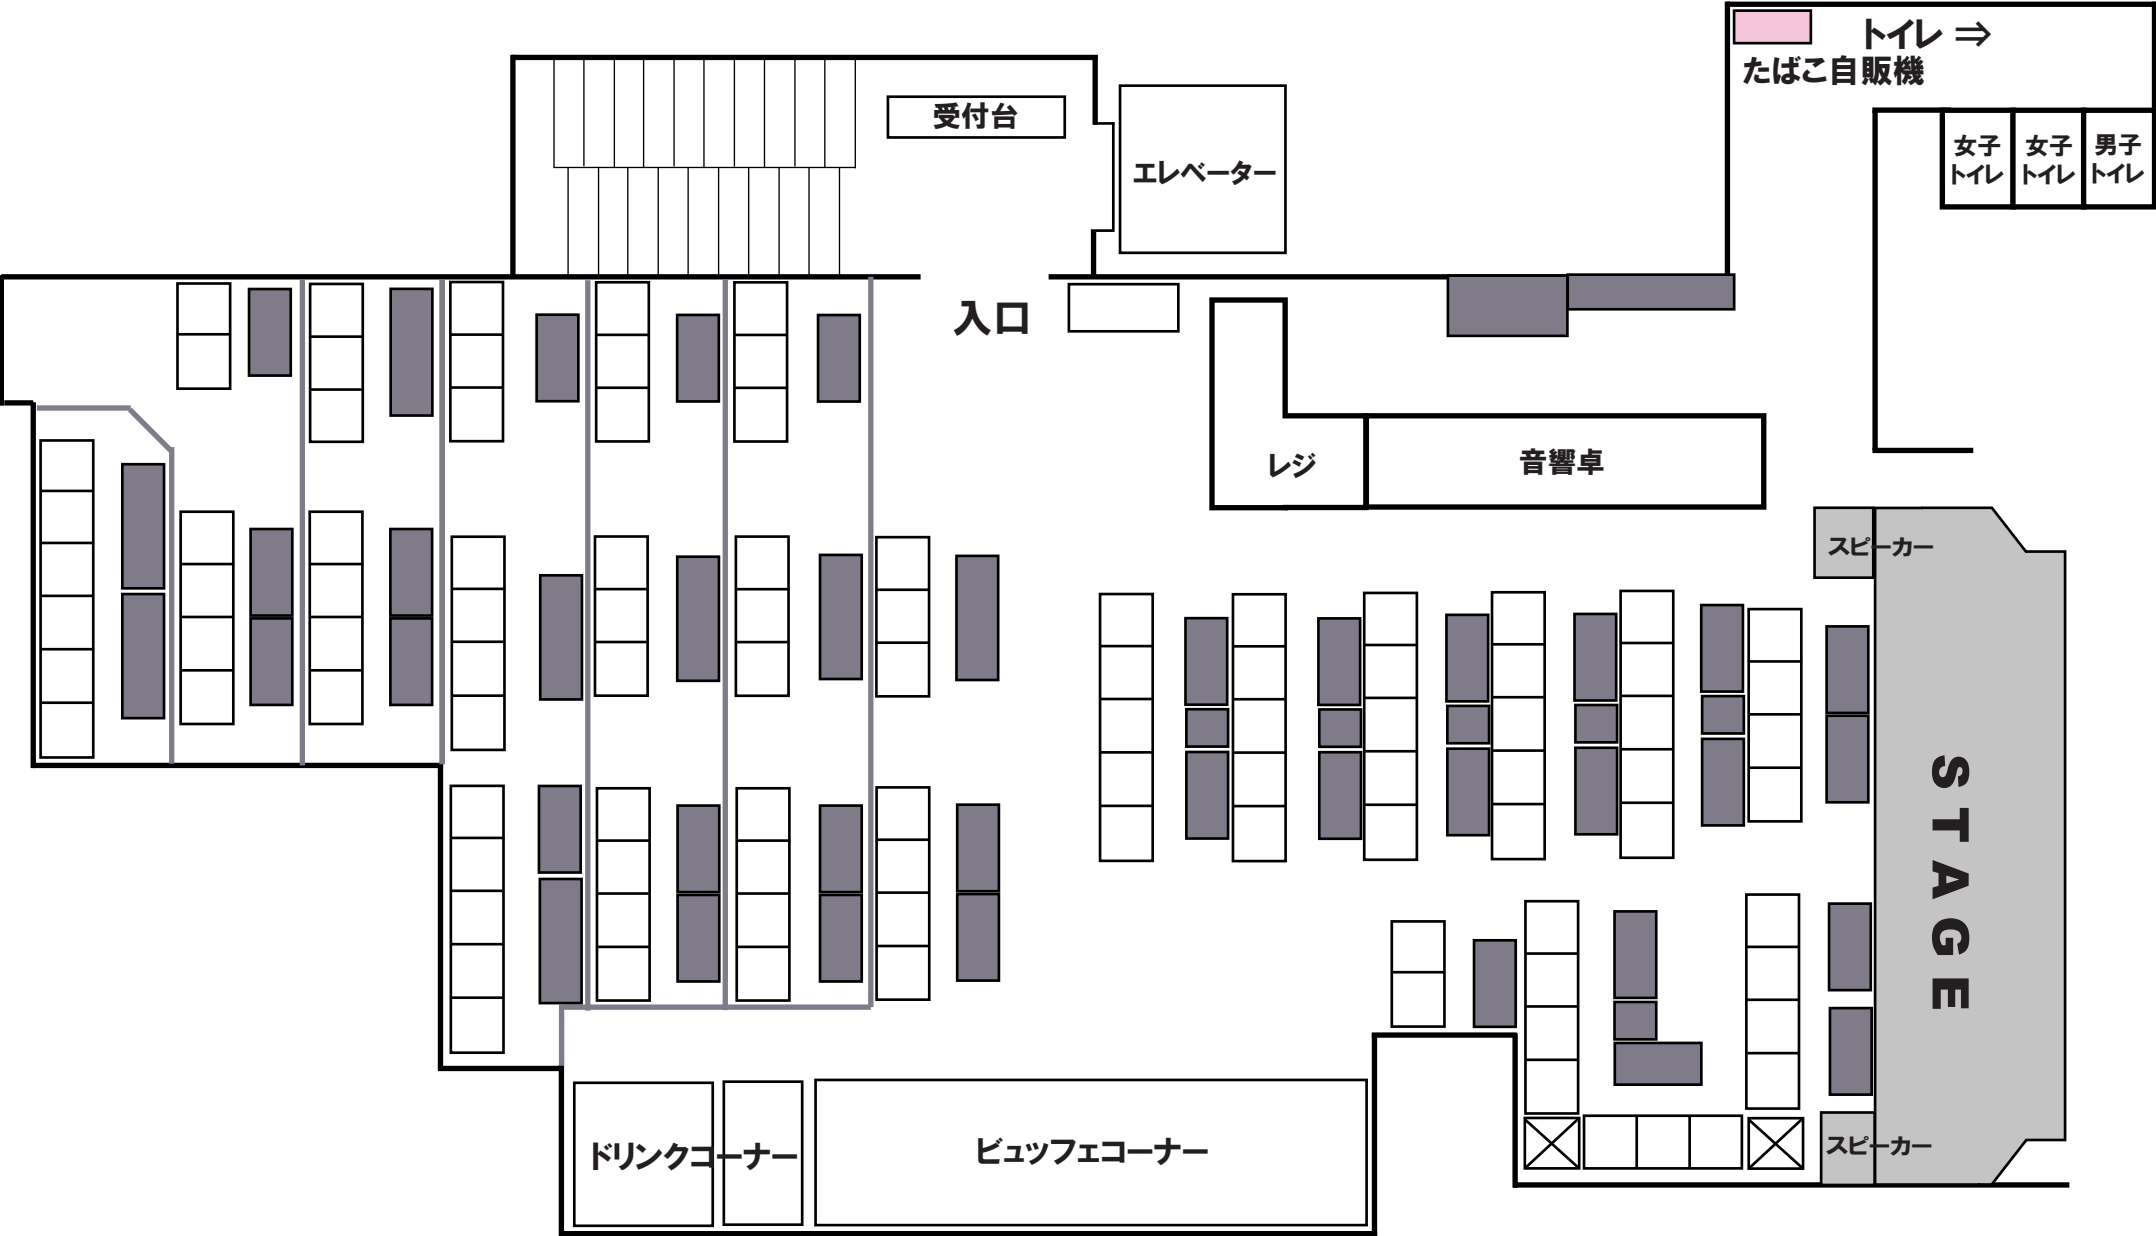 トイレ ⇒
たばこ自販機
受付台
女子
トイレ
女子
トイレ
男子
トイレ
エレベーター
入口
レジ
音響卓
スピーカー
STAGE
ドリンクコーナー
ビュッフェコーナー
スピーカー